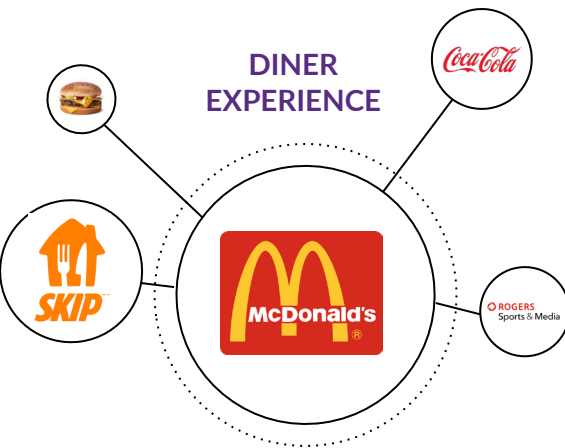 DINER
EXPERIENCE
Coca-Cola
SKIP
McDonald's
®
ROGERS
Sports & Media